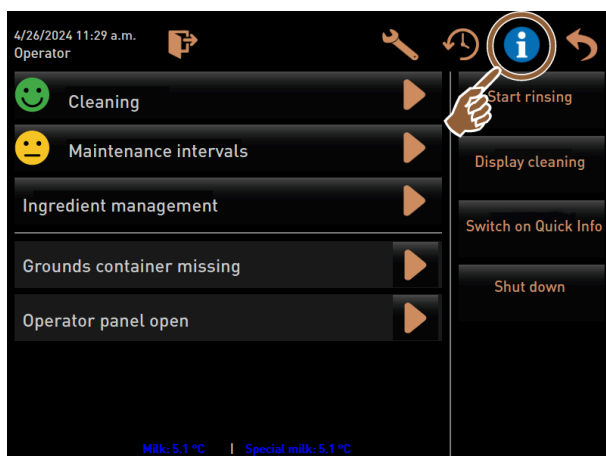 4/26/2024 11:29 a.m.
Operator
Cleaning
Maintenance intervals
Ingredient management
Grounds container missing
Operator panel open
Start rinsing
Display cleaning
Switch on Quick Info
Shut down
Milk: 5.1 °C | Special milk: 5.1 °C